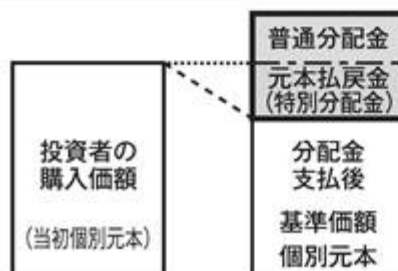 普通分配金
元本払戻金
(特別分配金)
投資者の
購入価額
(当初個別元本)
分配金
支払後
基準価額
個別元本